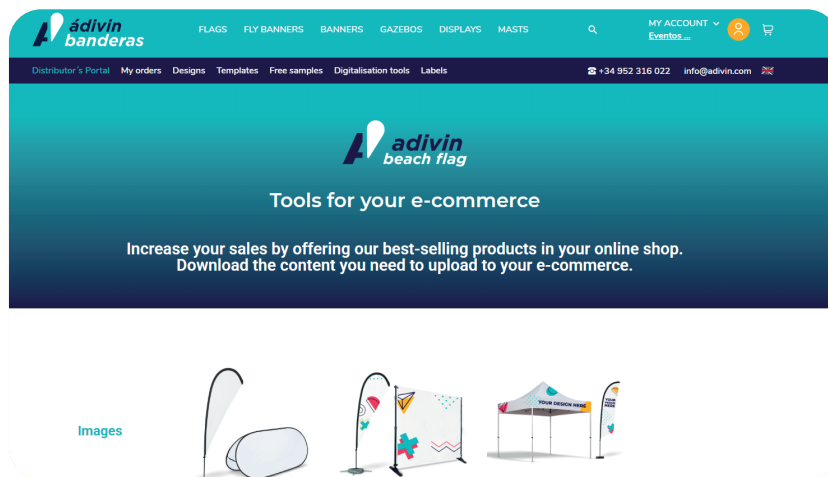 ádivin
banderas
FLAGS FLY BANNERS BANNERS GAZEBOS DISPLAYS MASTS
MY ACCOUNT
Eventos ...
Distributor´s Portal My orders Designs Templates Free samples Digitalisation tools Labels
+34 952 316 022 info@adivin.com
adivin
beach flag
Tools for your e-commerce
Increase your sales by offering our best-selling products in your online shop.
Download the content you need to upload to your e-commerce.
Images
YOUR DESIGN HERE
YOUR
DESIGN
HERE